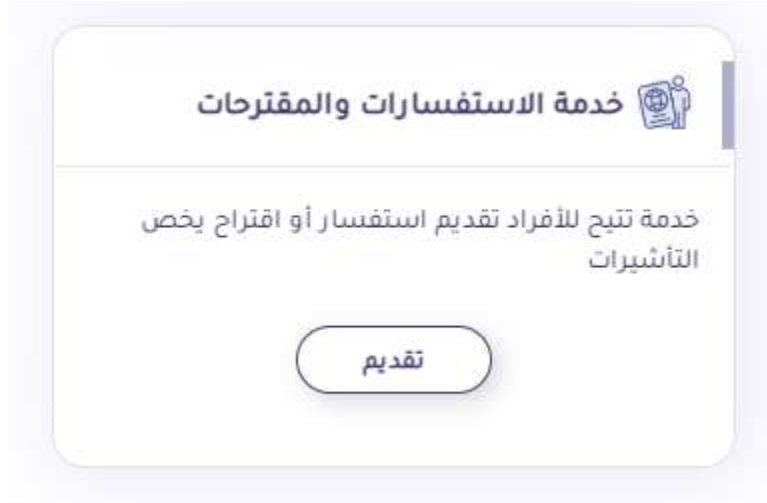 خدمة الاستفسارات والمقترحات
خدمة تتيح للأفراد تقديم استفسار أو اقتراح يخص
التأشيرات
تقديم